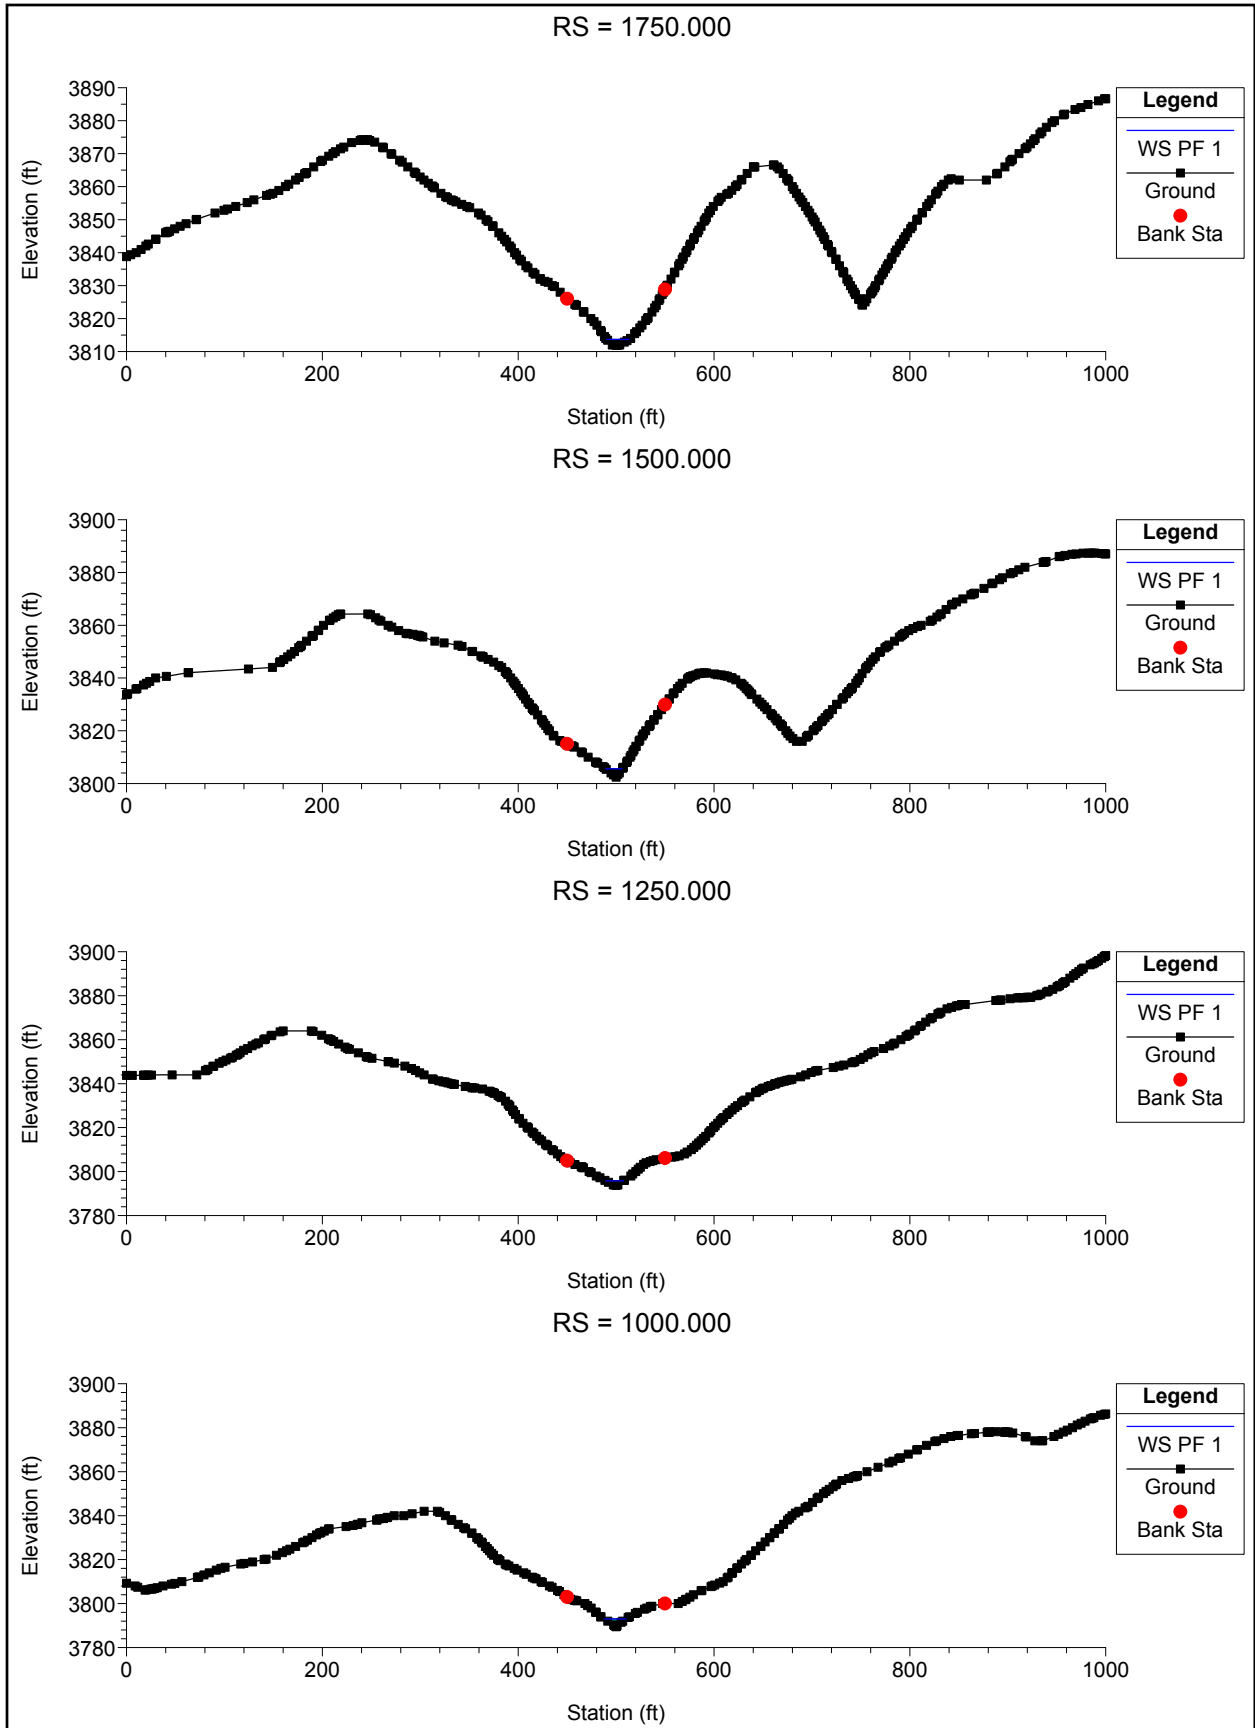 RS = 1750.000
3890
3880
3870
3860
3850
3840
3830
3820
3810
Elevation (ft)
0 200 400 600 800 1000
Station (ft)
Legend
WS PF 1
Ground
Bank Sta
RS = 1500.000
3900
3880
3860
3840
3820
3800
Elevation (ft)
0 200 400 600 800 1000
Station (ft)
Legend
WS PF 1
Ground
Bank Sta
RS = 1250.000
3900
3880
3860
3840
3820
3800
3780
Elevation (ft)
0 200 400 600 800 1000
Station (ft)
Legend
WS PF 1
Ground
Bank Sta
RS = 1000.000
3900
3880
3860
3840
3820
3800
3780
Elevation (ft)
0 200 400 600 800 1000
Station (ft)
Legend
WS PF 1
Ground
Bank Sta